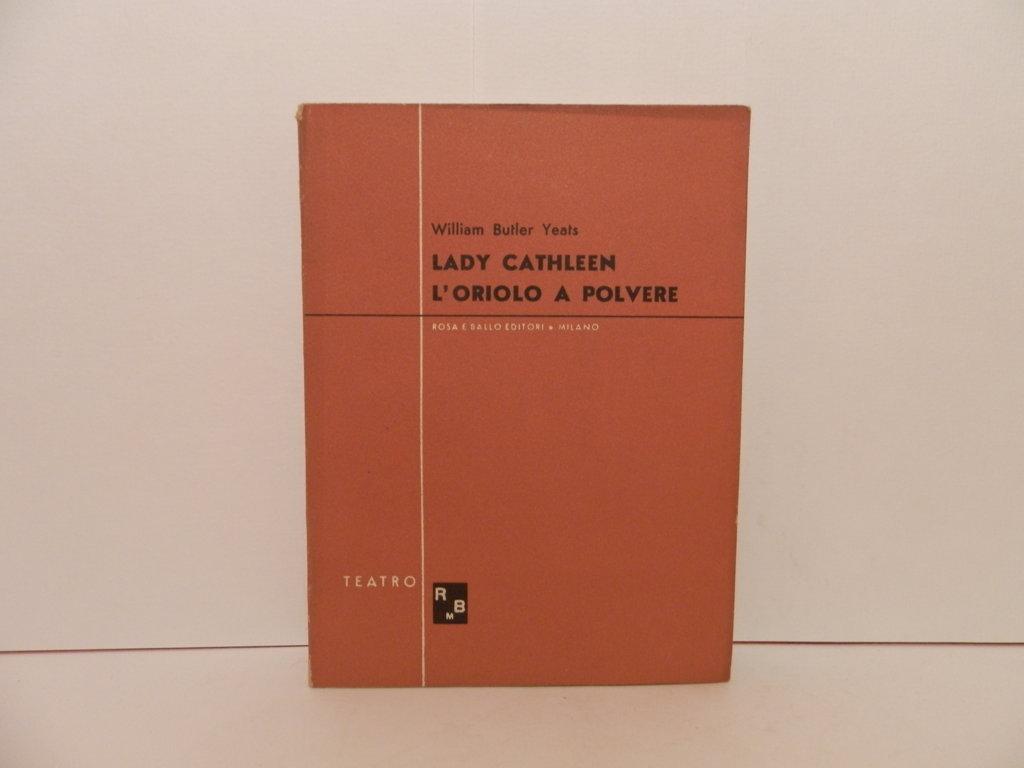 William Butler Yeats
LADY CATHLEEN
L'ORIOLO A POLVERE
ROSA E BALLO EDITORI • MILANO
TEATRO
R
B
M